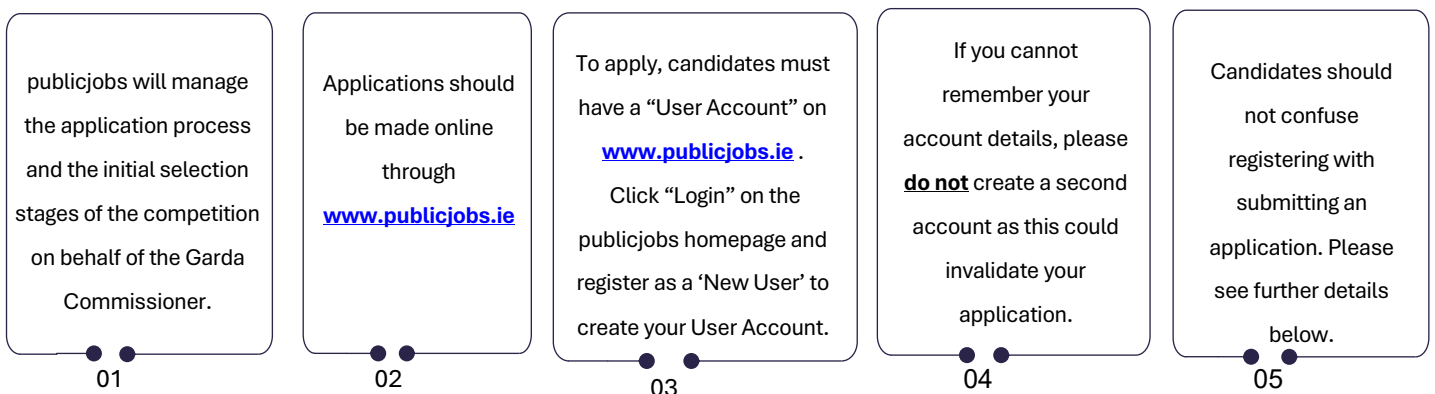 publicjobs will manage
the application process
and the initial selection
stages of the competition
on behalf of the Garda
Commissioner.
01
Applications should
be made online
through
www.publicjobs.ie
02
To apply, candidates must
have a “User Account” on
www.publicjobs.ie .
Click “Login” on the
publicjobs homepage and
register as a ‘New User’ to
create your User Account.
03
If you cannot
remember your
account details, please
do not create a second
account as this could
invalidate your
application.
04
Candidates should
not confuse
registering with
submitting an
application. Please
see further details
below.
05